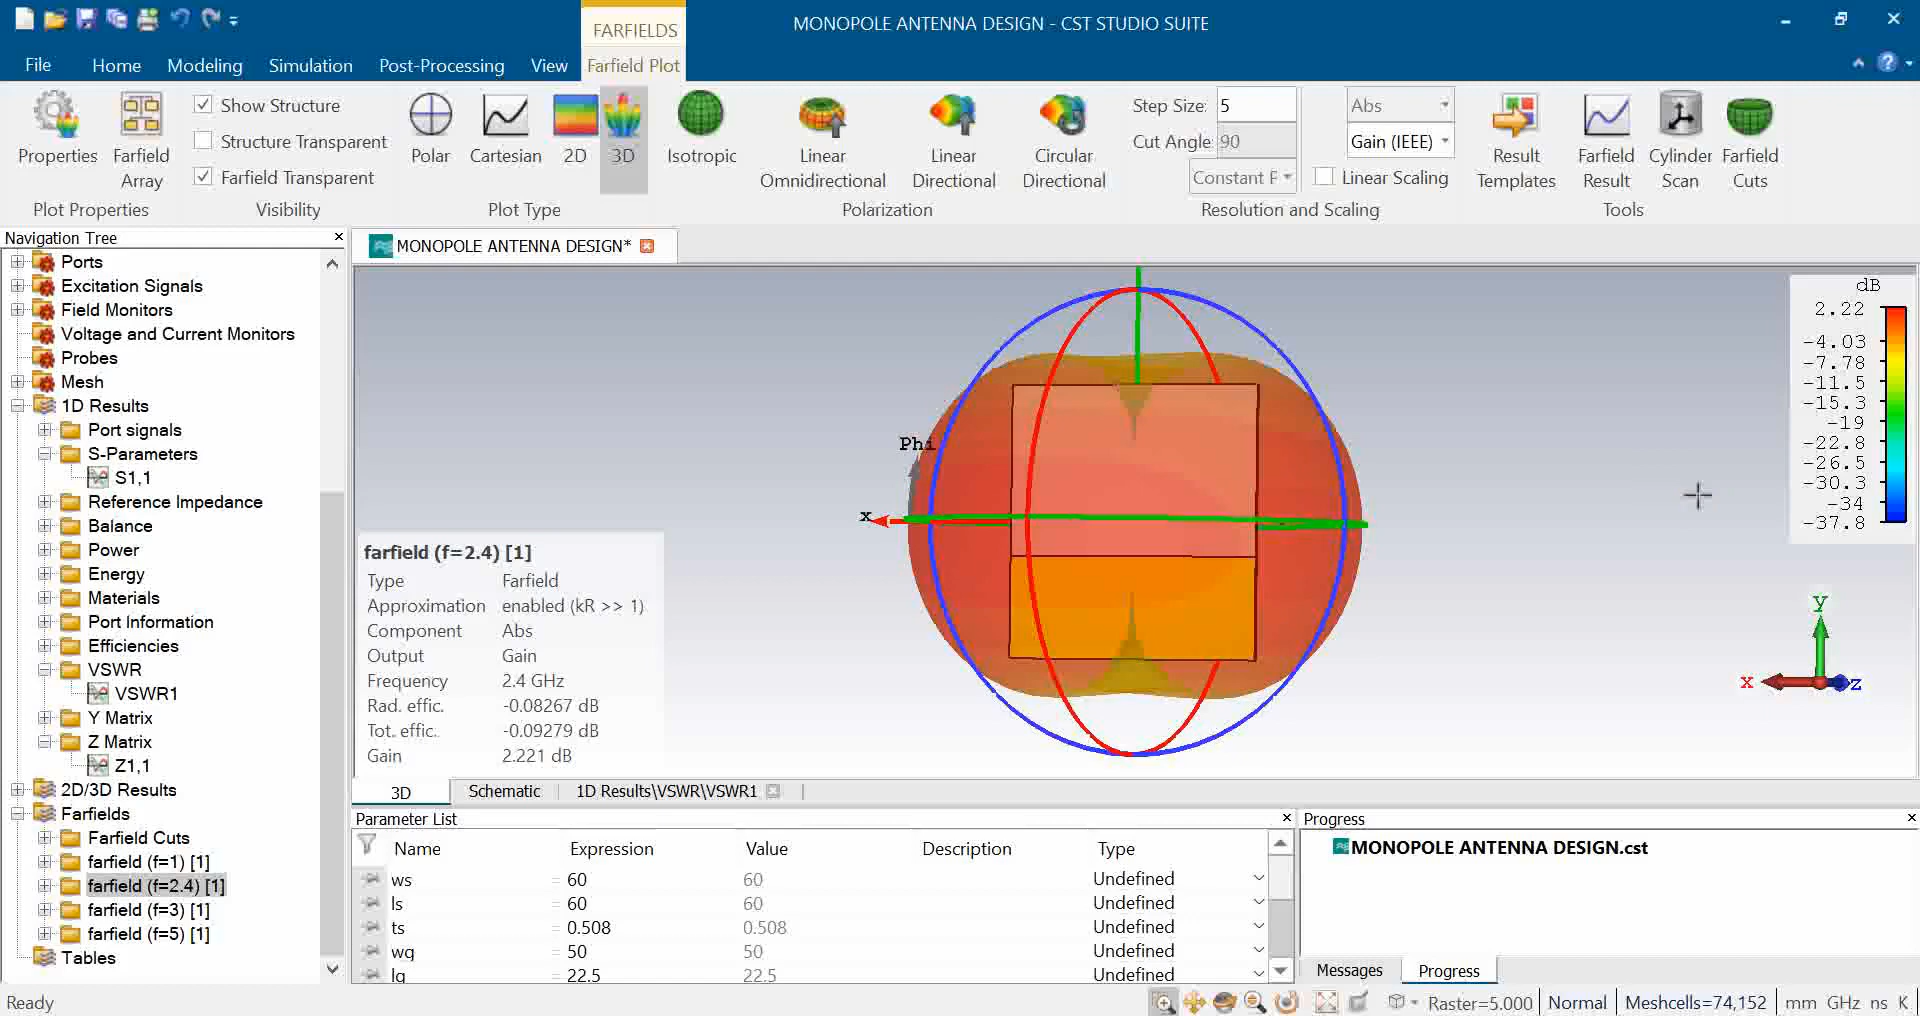 MONOPOLE ANTENNA DESIGN - CST STUDIO SUITE
FARFIELDS
File Home Modeling Simulation Post-Processing View Farfield Plot
Properties
Farfield Array
Plot Properties
Show Structure
Structure Transparent
Farfield Transparent
Visibility
Polar
Cartesian
2D
3D
Plot Type
Isotropic
Linear Omnidirectional
Linear Directional
Circular Directional
Polarization
Step Size: 5
Cut Angle: 90
Constant F
Abs
Gain (IEEE)
Linear Scaling
Resolution and Scaling
Result Templates
Farfield Result
Cylinder Scan
Farfield Cuts
Tools
Navigation Tree
Ports
Excitation Signals
Field Monitors
Voltage and Current Monitors
Probes
Mesh
1D Results
Port signals
S-Parameters
S1,1
Reference Impedance
Balance
Power
Energy
Materials
Port Information
Efficiencies
VSWR
VSWR1
Y Matrix
Z Matrix
Z1,1
2D/3D Results
Farfields
Farfield Cuts
farfield (f=1) [1]
farfield (f=2.4) [1]
farfield (f=3) [1]
farfield (f=5) [1]
Tables
MONOPOLE ANTENNA DESIGN*
Phi
x
dB
2.22
-4.03
-7.78
-11.5
-15.3
-19
-22.8
-26.5
-30.3
-34
-37.8
y
x
z
farfield (f=2.4) [1]
Type Farfield
Approximation enabled (kR >> 1)
Component Abs
Output Gain
Frequency 2.4 GHz
Rad. effic. -0.08267 dB
Tot. effic. -0.09279 dB
Gain 2.221 dB
3D Schematic 1D Results\VSWR\VSWR1
Parameter List
Name Expression Value Description Type
ws = 60 60 Undefined
ls = 60 60 Undefined
ts = 0.508 0.508 Undefined
wg = 50 50 Undefined
lg = 22.5 22.5 Undefined
Progress
MONOPOLE ANTENNA DESIGN.cst
Messages Progress
Ready
Raster=5.000 Normal Meshcells=74,152 mm GHz ns K